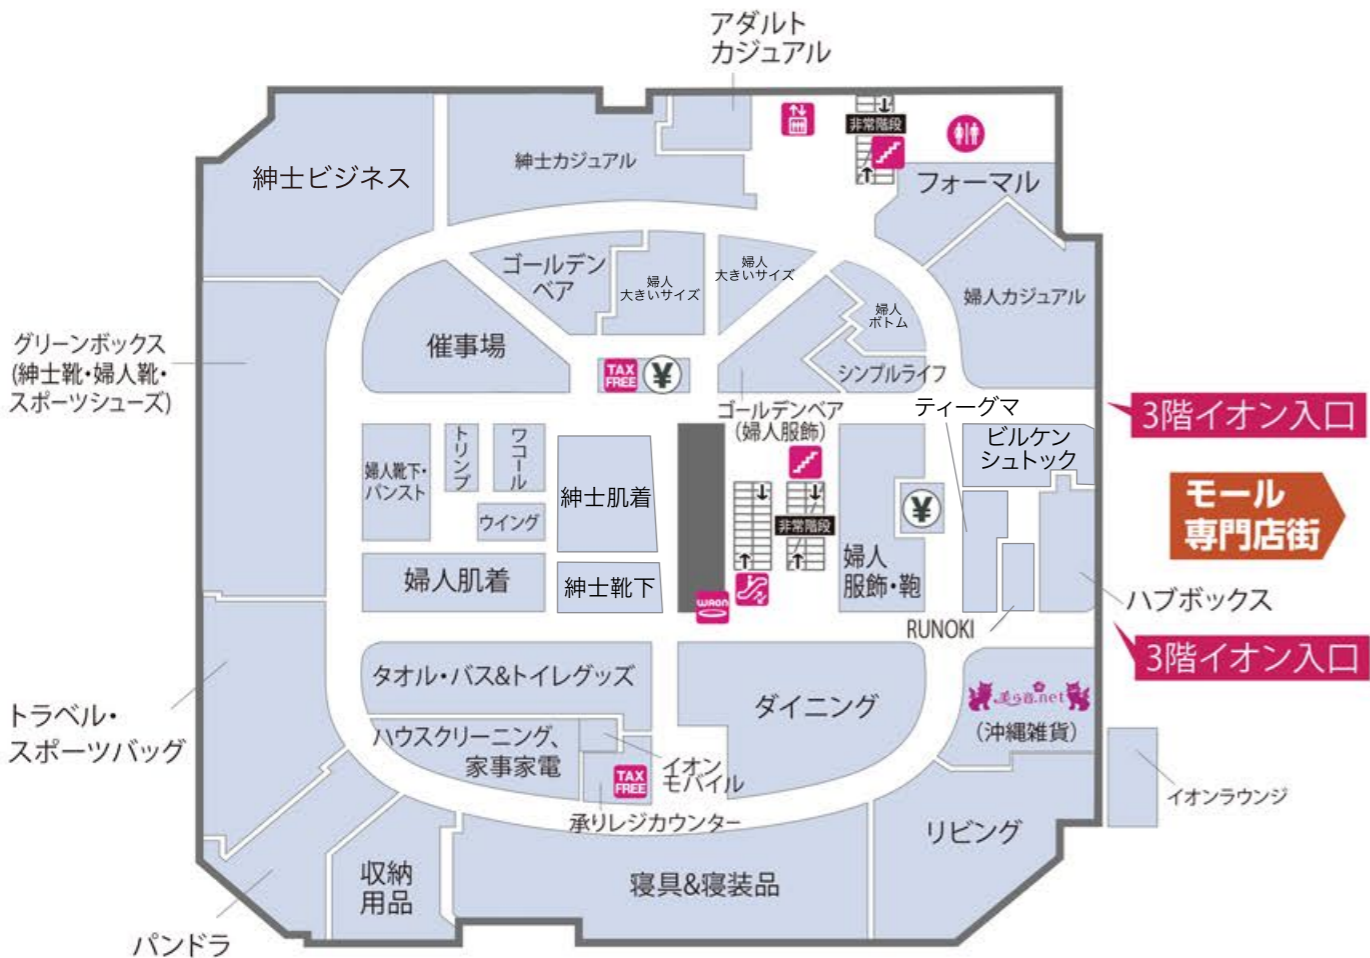 アダルト
カジュアル
非常階段
紳士カジュアル
紳士ビジネス
フォーマル
ゴールデン
ベア
婦人
大きいサイズ
婦人
大きいサイズ
婦人カジュアル
婦人
ボトム
催事場
グリーンボックス
(紳士靴・婦人靴・
スポーツシューズ)
TAX
FREE
¥
シンプルライフ
ゴールデンベア
(婦人服飾)
ティーグマ
3階イオン入口
ビルケン
シュトック
トリンプ
ワコール
婦人靴下・
パンスト
紳士肌着
ウイング
¥
モール
専門店街
非常階段
婦人
服飾・鞄
婦人肌着
紳士靴下
WAON
ハブボックス
RUNOKI
3階イオン入口
タオル・バス&トイレグッズ
ダイニング
美ら音.net
(沖縄雑貨)
トラベル・
スポーツバッグ
ハウスクリーニング、
家事家電
イオン
モバイル
TAX
FREE
イオンラウンジ
承りレジカウンター
リビング
収納
用品
寝具&寝装品
パンドラ